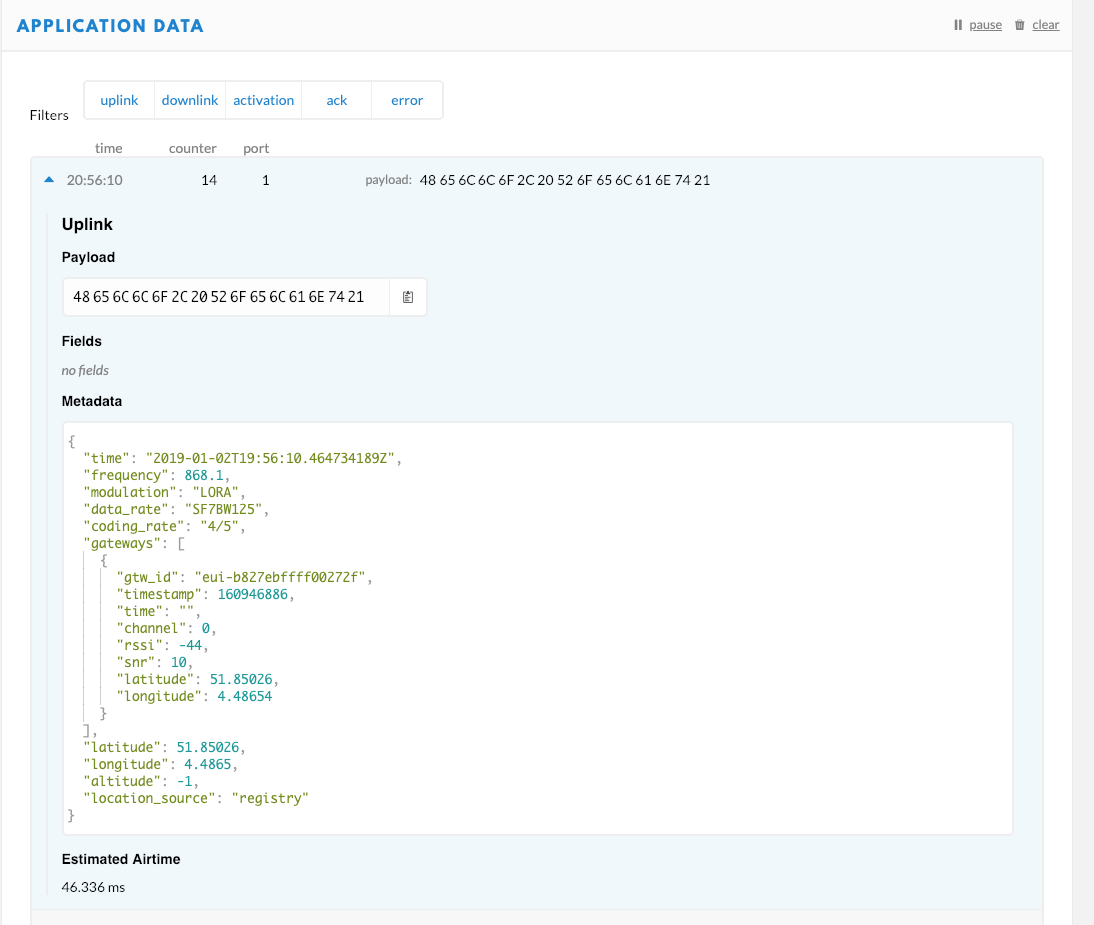 APPLICATION DATA
pause clear
Filters uplink downlink activation ack error
time counter port
20:56:10 14 1 payload: 48 65 6C 6C 6F 2C 20 52 6F 65 6C 61 6E 74 21
Uplink
Payload
48 65 6C 6C 6F 2C 20 52 6F 65 6C 61 6E 74 21
Fields
no fields
Metadata
{
"time": "2019-01-02T19:56:10.464734189Z",
"frequency": 868.1,
"modulation": "LORA",
"data_rate": "SF7BW125",
"coding_rate": "4/5",
"gateways": [
{
"gtw_id": "eui-b827ebffff00272f",
"timestamp": 160946886,
"time": "",
"channel": 0,
"rssi": -44,
"snr": 10,
"latitude": 51.85026,
"longitude": 4.48654
}
],
"latitude": 51.85026,
"longitude": 4.4865,
"altitude": -1,
"location_source": "registry"
}
Estimated Airtime
46.336 ms